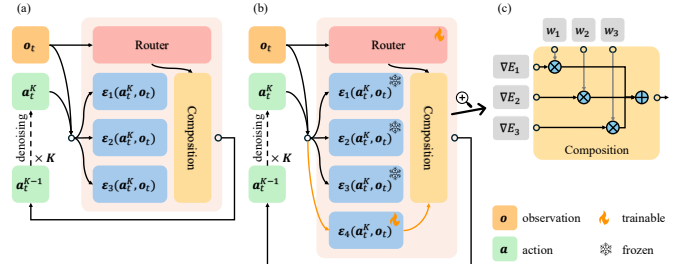 (a)
o_t
Router
a_t^K
ε_1(a_t^K, o_t)
ε_2(a_t^K, o_t)
ε_3(a_t^K, o_t)
Composition
denoising
× K
a_t^{K-1}
(b)
o_t
Router
a_t^K
ε_1(a_t^K, o_t)
ε_2(a_t^K, o_t)
ε_3(a_t^K, o_t)
ε_4(a_t^K, o_t)
Composition
denoising
× K
a_t^{K-1}
(c)
w_1 w_2 w_3
∇E_1
∇E_2
∇E_3
Composition
o observation
trainable
a action
frozen